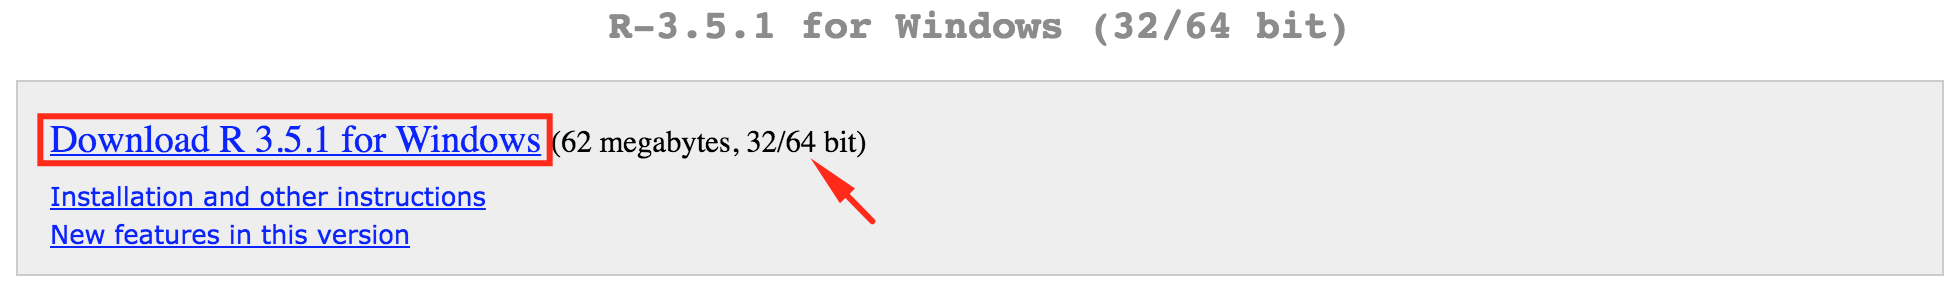 R-3.5.1 for Windows (32/64 bit)
Download R 3.5.1 for Windows (62 megabytes, 32/64 bit)
Installation and other instructions
New features in this version